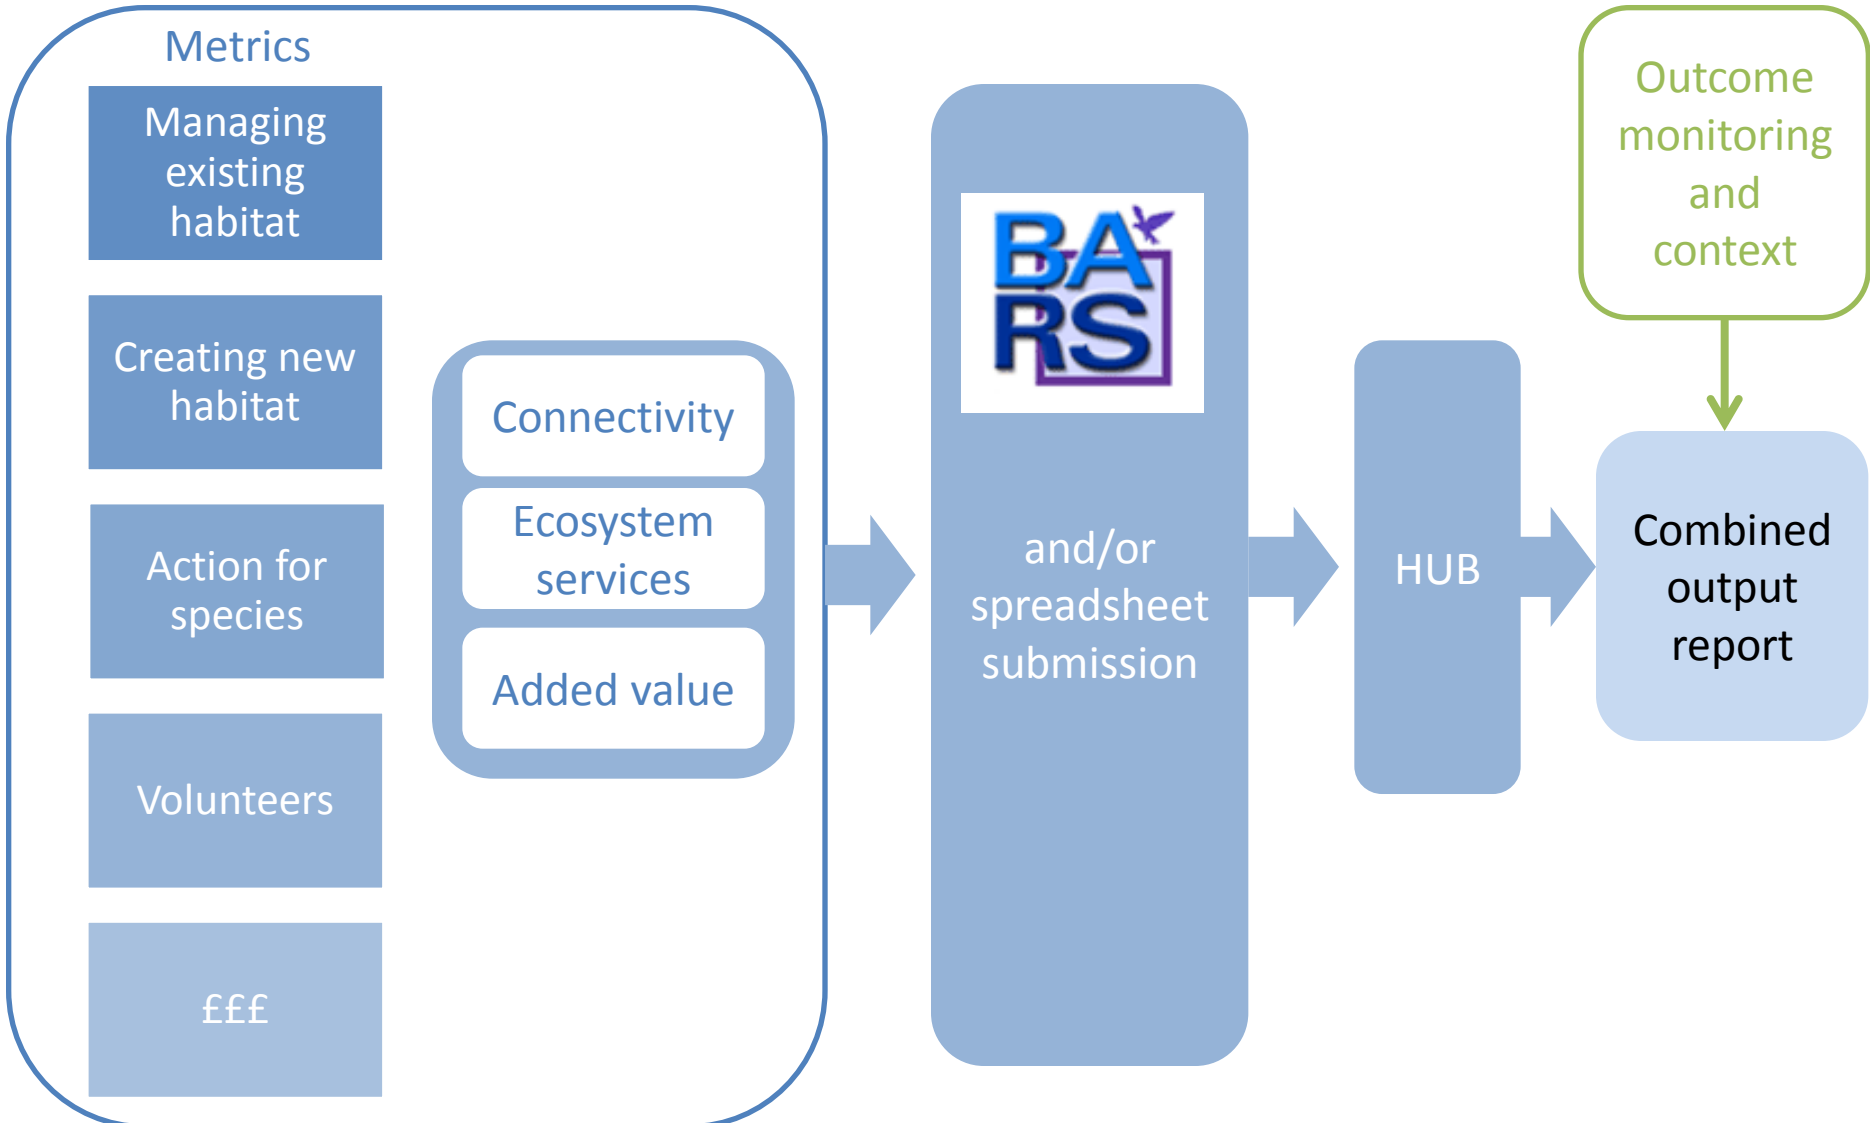 Metrics
Managing
existing
habitat
Creating new
habitat
Action for
species
Volunteers
£££
Connectivity
Ecosystem
services
Added value
BA
RS
and/or
spreadsheet
submission
HUB
Outcome
monitoring
and
context
Combined
output
report